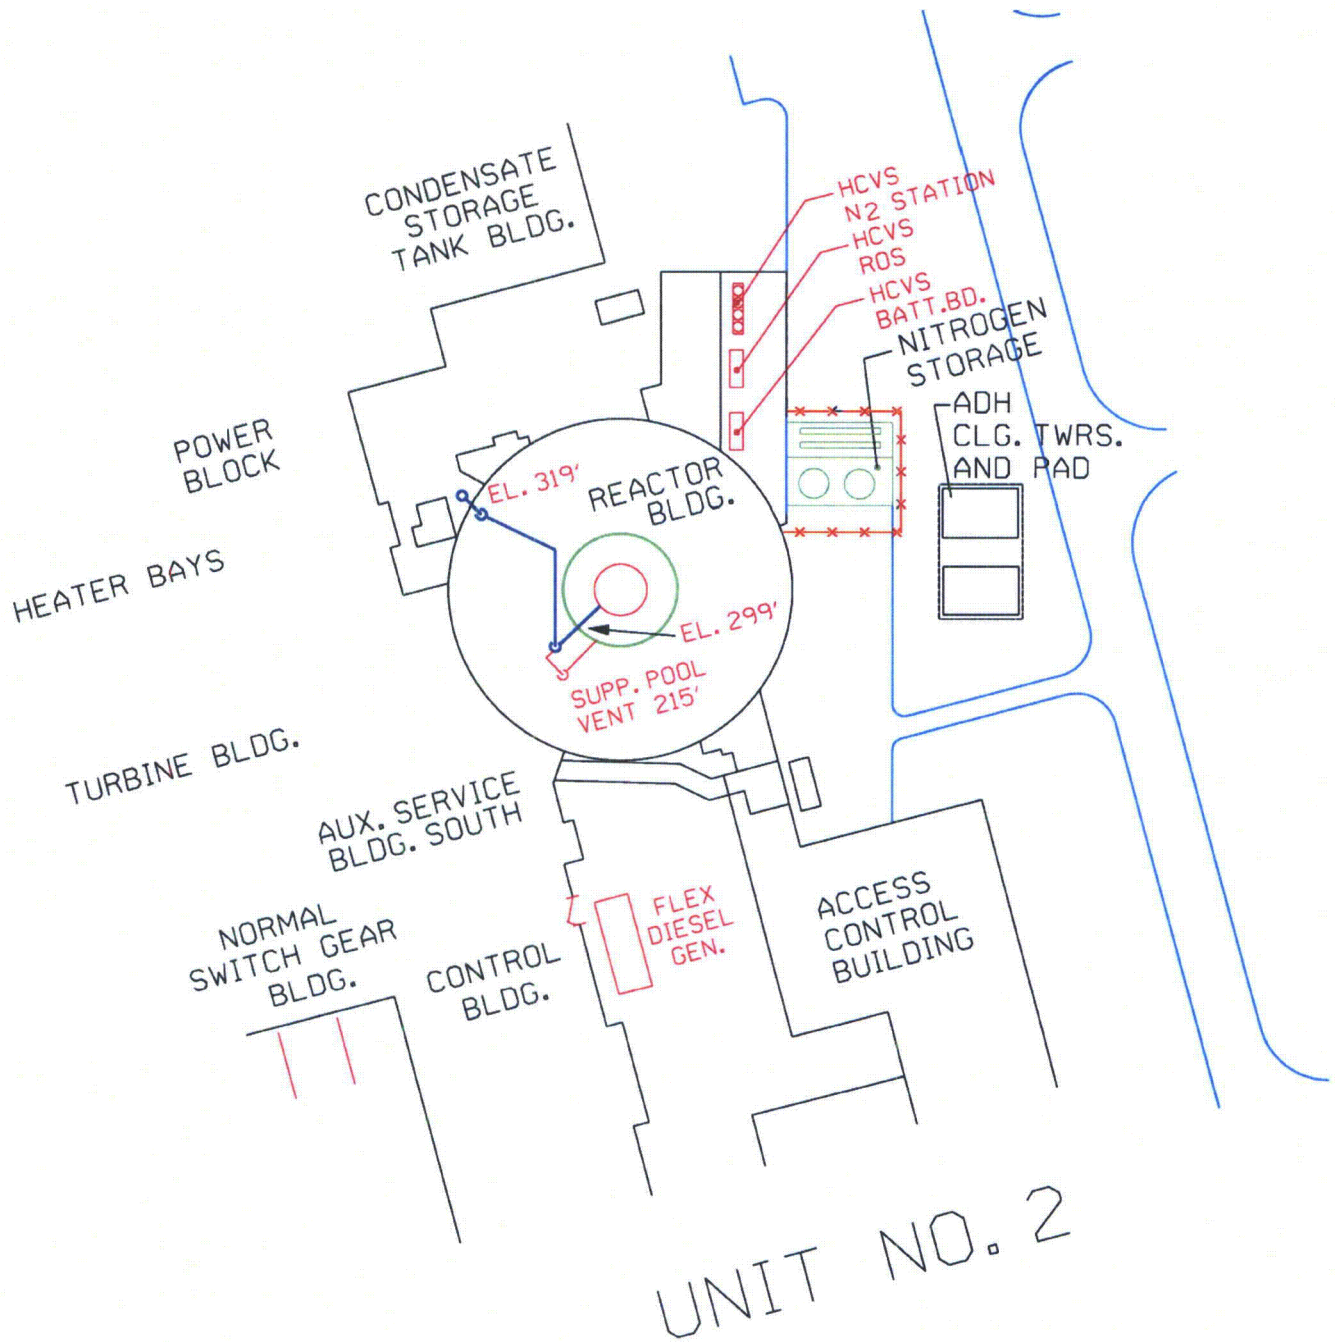 CONDENSATE
STORAGE
TANK BLDG.
HCVS
N2 STATION
HCVS
ROS
HCVS
BATT.BD.
NITROGEN
STORAGE
ADH
CLG. TWRS.
AND PAD
POWER
BLOCK
EL. 319'
REACTOR
BLDG.
HEATER BAYS
EL. 299'
SUPP. POOL
VENT 215'
TURBINE BLDG.
AUX. SERVICE
BLDG. SOUTH
NORMAL
SWITCH GEAR
BLDG.
CONTROL
BLDG.
FLEX
DIESEL
GEN.
ACCESS
CONTROL
BUILDING
UNIT NO. 2